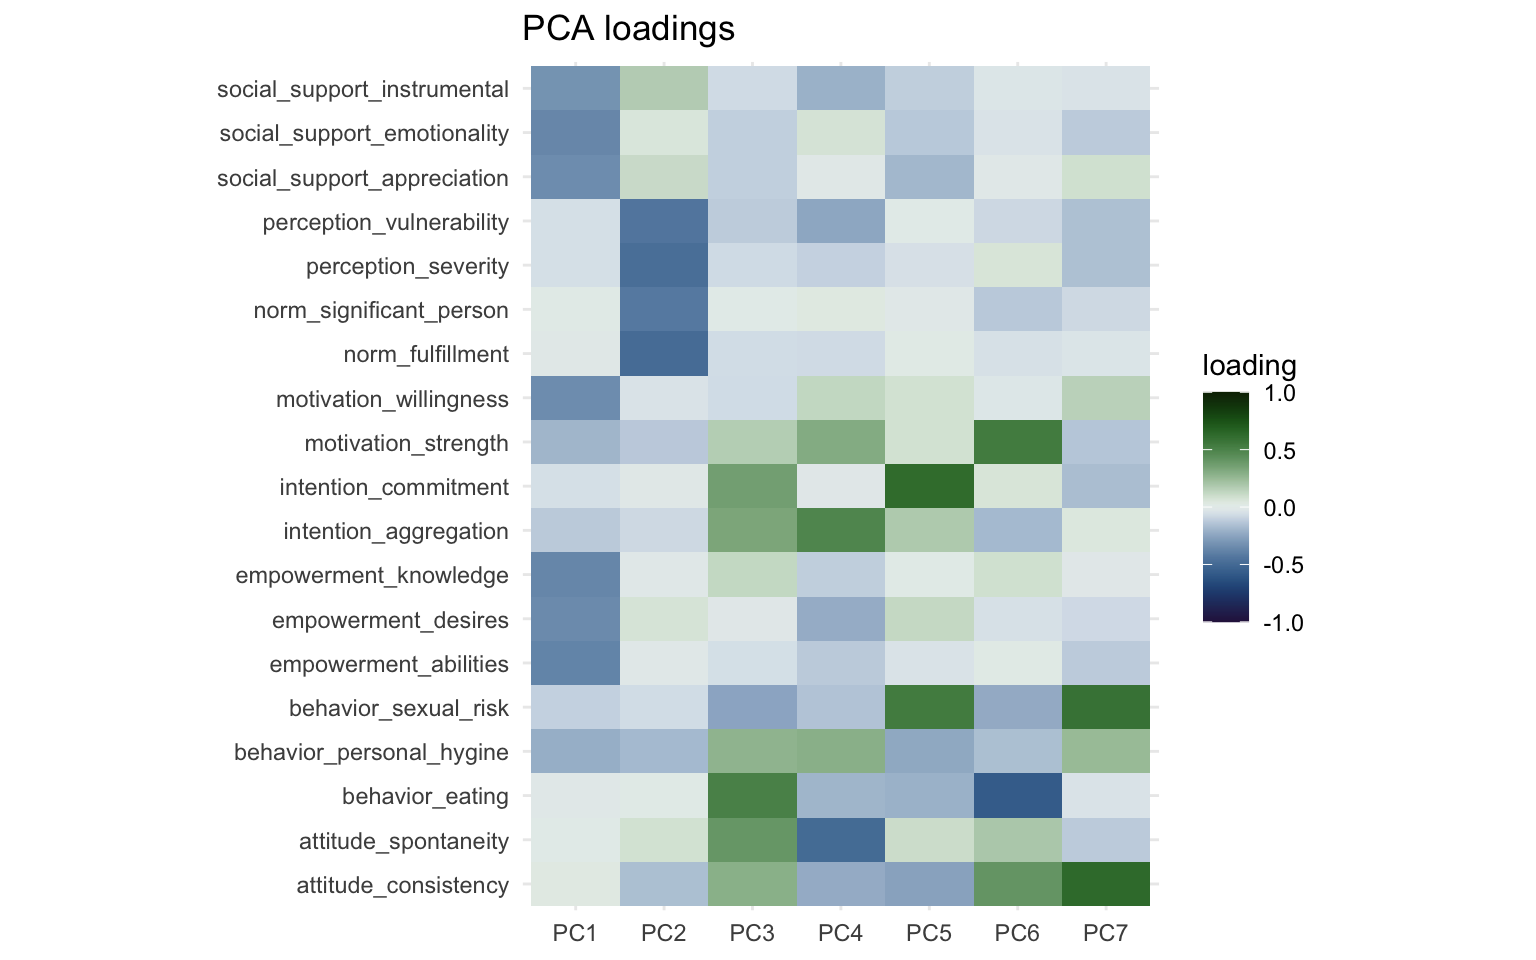 PCA loadings
social_support_instrumental
social_support_emotionality
social_support_appreciation
perception_vulnerability
perception_severity
norm_significant_person
norm_fulfillment
motivation_willingness
motivation_strength
intention_commitment
intention_aggregation
empowerment_knowledge
empowerment_desires
empowerment_abilities
behavior_sexual_risk
behavior_personal_hygine
behavior_eating
attitude_spontaneity
attitude_consistency
PC1 PC2 PC3 PC4 PC5 PC6 PC7
loading
1.0
0.5
0.0
-0.5
-1.0